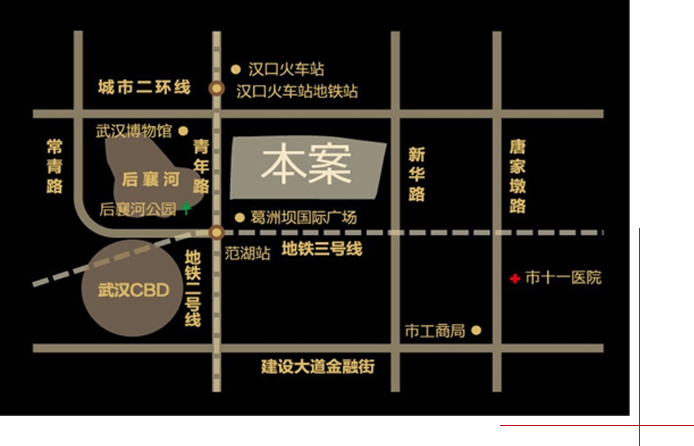 汉口火车站
城市二环线
汉口火车站地铁站
武汉博物馆
常青路
青年路
本案
新华路
唐家墩路
后襄河
后襄河公园
葛洲坝国际广场
范湖站
地铁三号线
地铁二号线
武汉CBD
市十一医院
市工商局
建设大道金融街